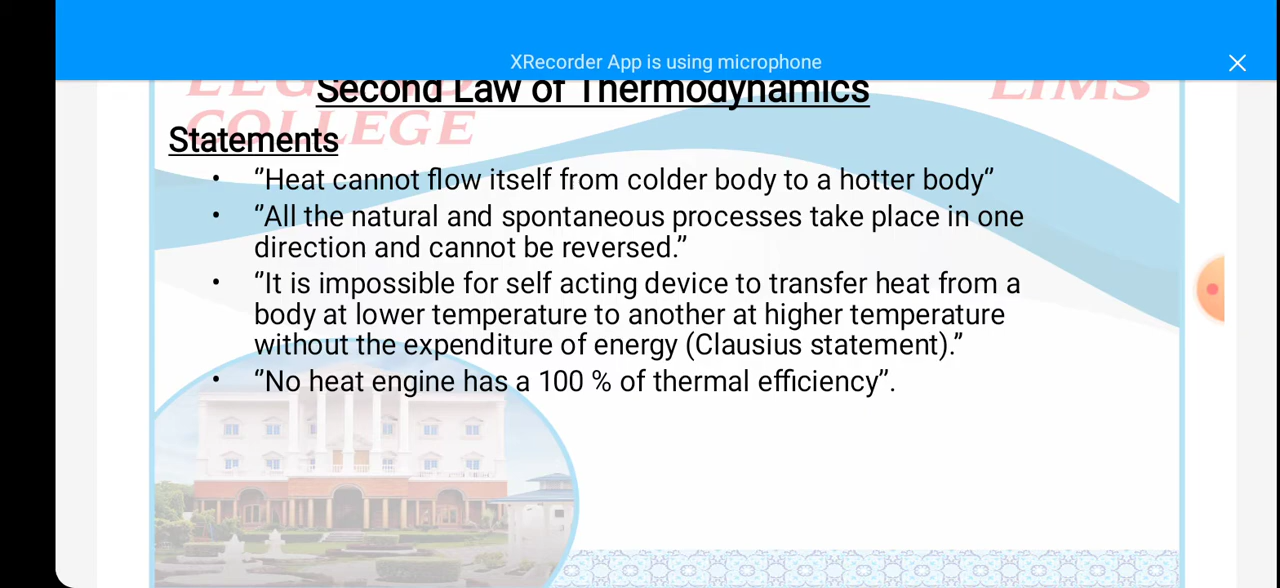 XRecorder App is using microphone
LEGEND LIMS
Second Law of Thermodynamics
COLLEGE
Statements
• ‘’Heat cannot flow itself from colder body to a hotter body‘’
• ‘’All the natural and spontaneous processes take place in one
direction and cannot be reversed.’’
• ‘’It is impossible for self acting device to transfer heat from a
body at lower temperature to another at higher temperature
without the expenditure of energy (Clausius statement).’’
• ‘’No heat engine has a 100 % of thermal efficiency’’.